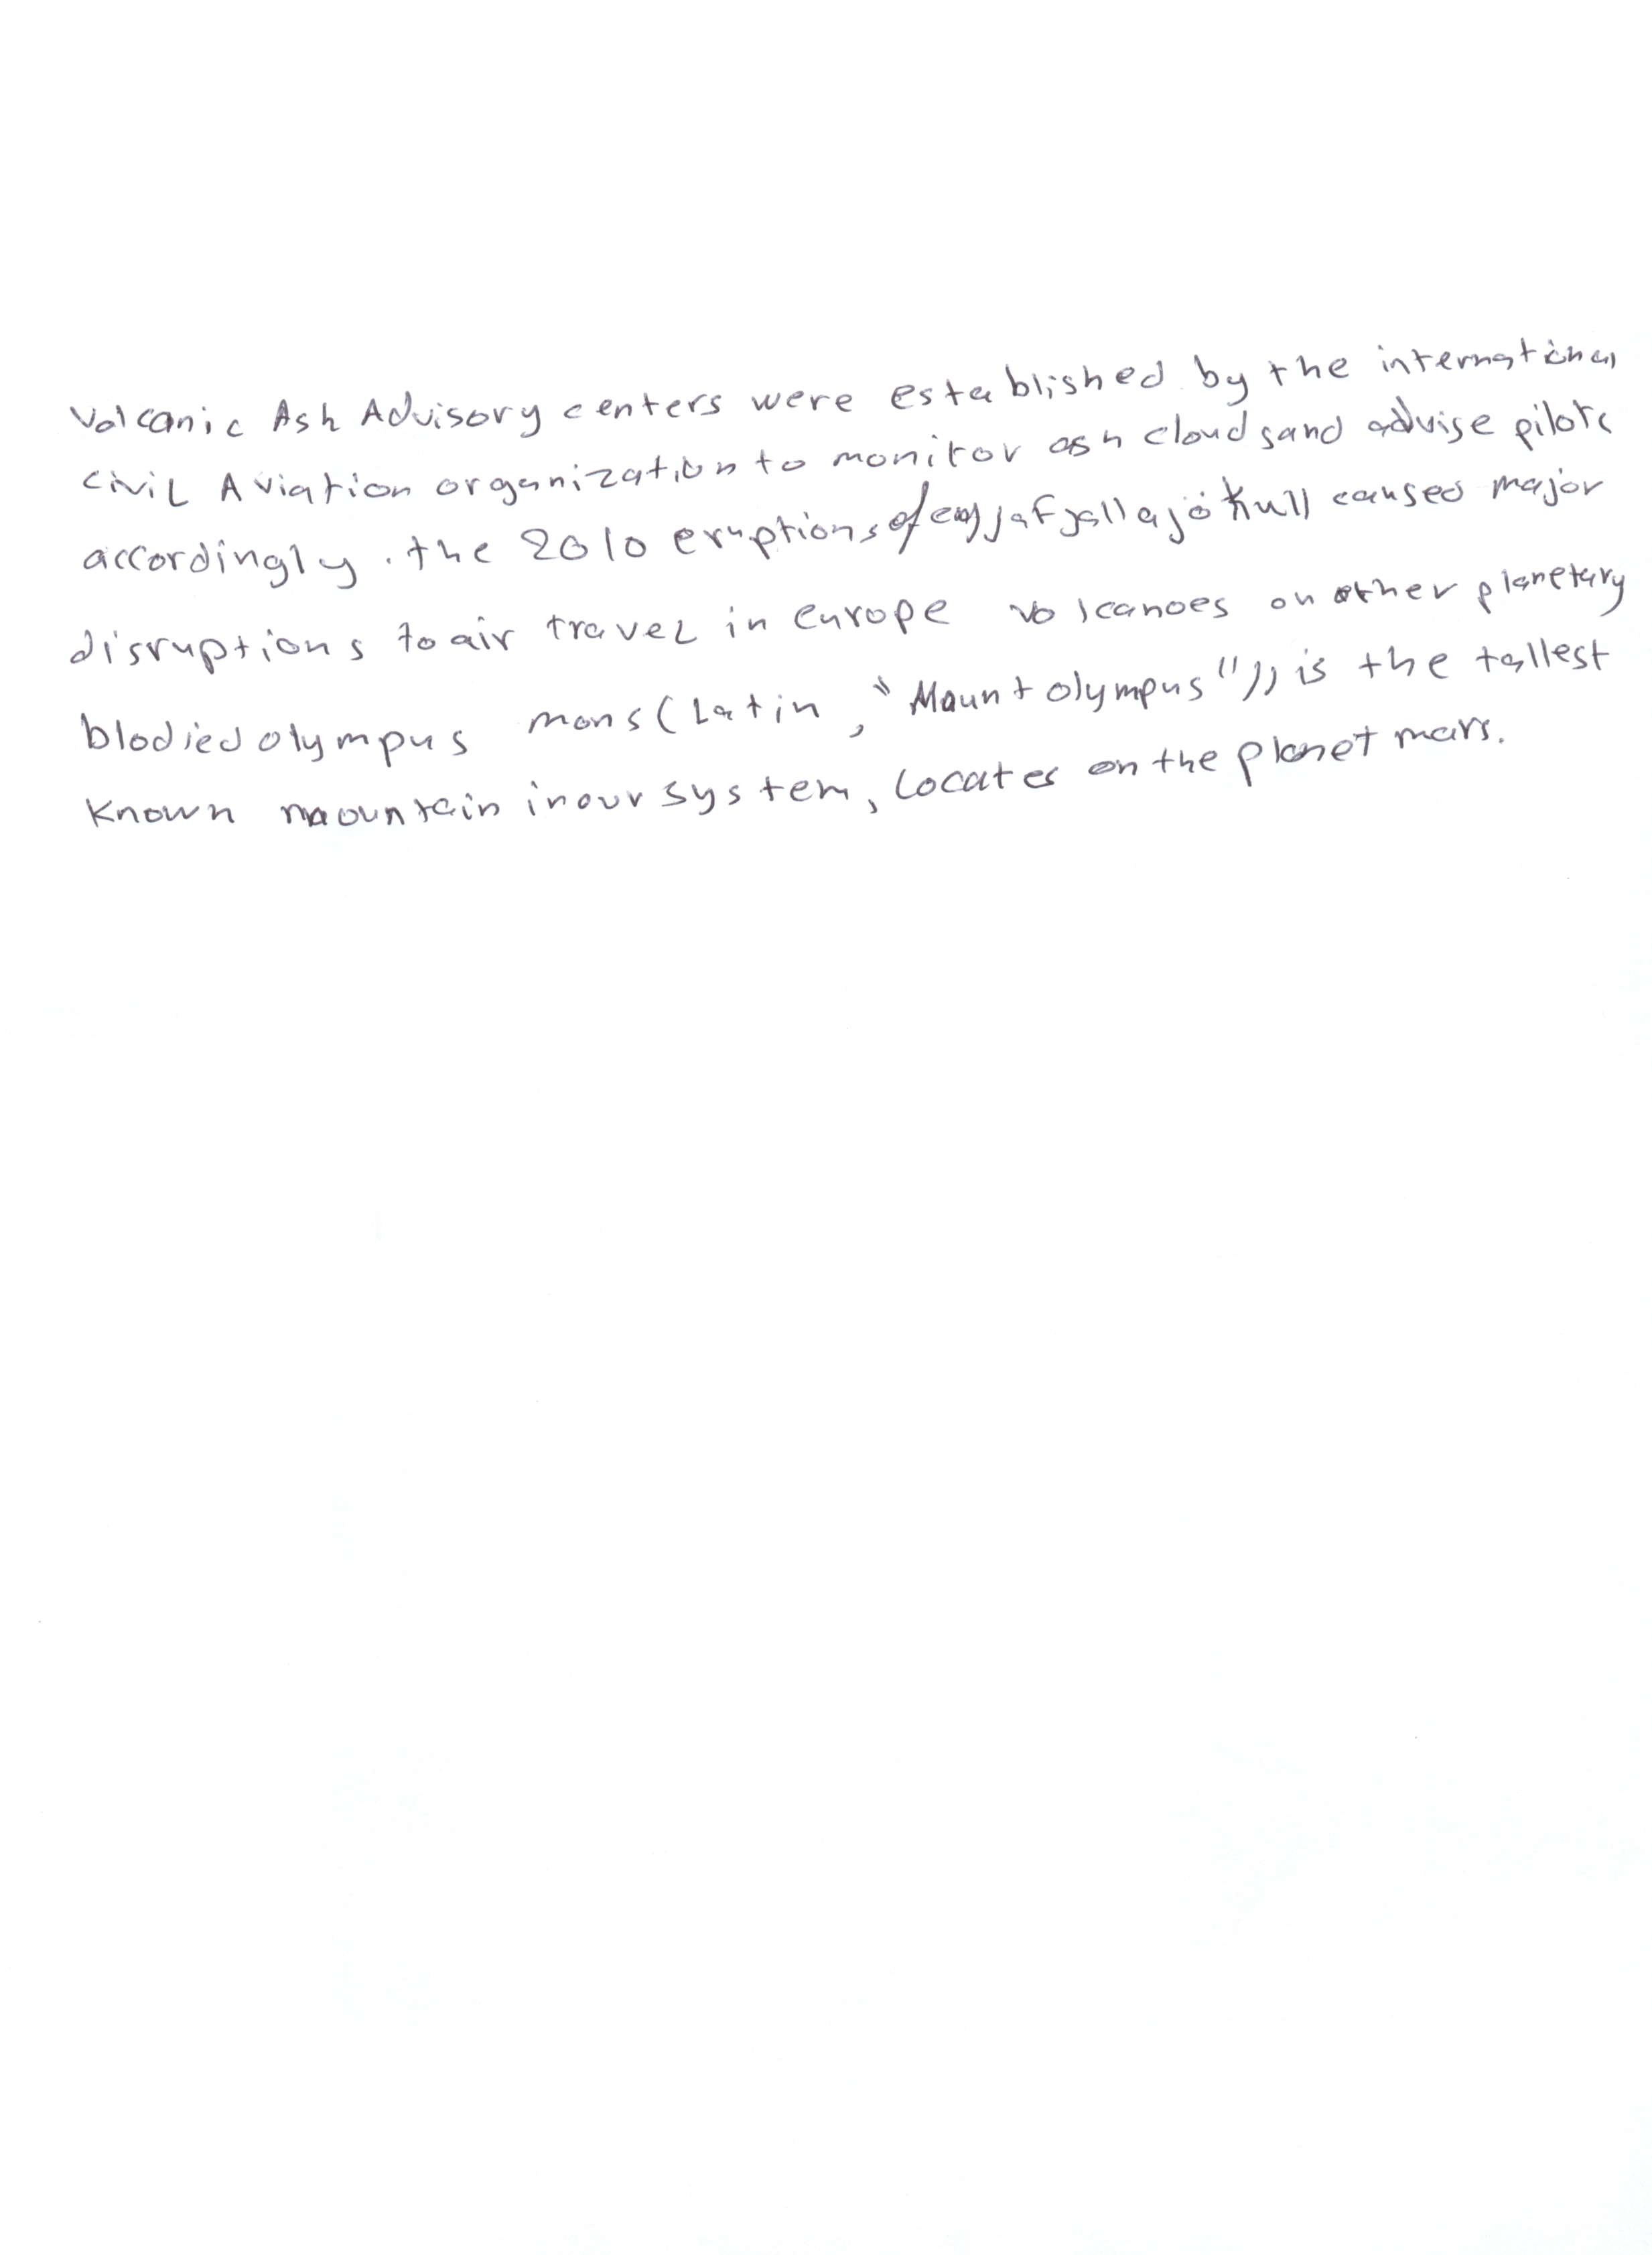 Volcanic Ash Advisory centers were established by the international
civil Aviation organization to monitor ash clouds and advise pilots
accordingly. the 2010 eruptions of eyjafjallajökull caused major
disruptions to air travel in europe volcanoes on other planetary
blodied olympus mons (Latin, "Mount olympus"), is the tallest
Known maountain in our system, Locates on the planet mars.